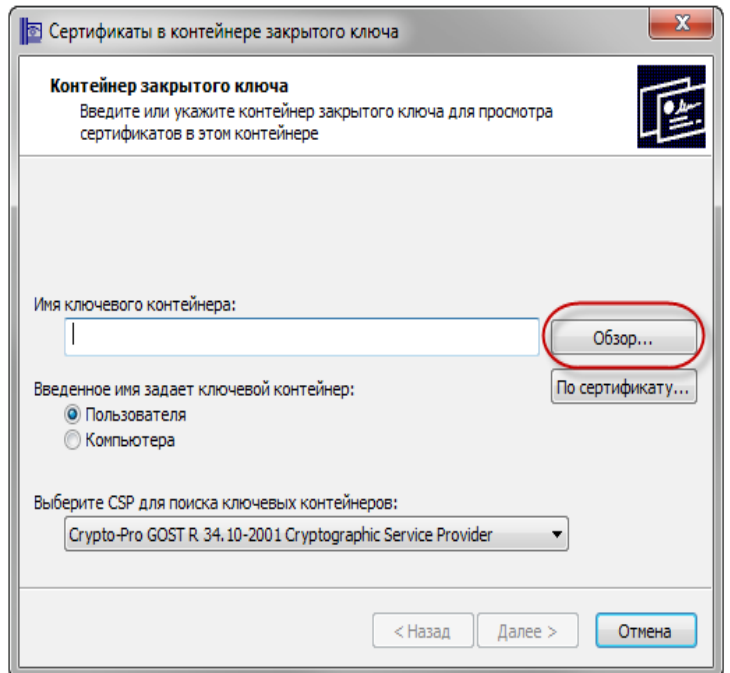 Сертификаты в контейнере закрытого ключа
X
Контейнер закрытого ключа
Введите или укажите контейнер закрытого ключа для просмотра
сертификатов в этом контейнере
Имя ключевого контейнера:
Обзор...
По сертификату...
Введенное имя задает ключевой контейнер:
Пользователя
Компьютера
Выберите CSP для поиска ключевых контейнеров:
Crypto-Pro GOST R 34.10-2001 Cryptographic Service Provider
< Назад
Далее >
Отмена